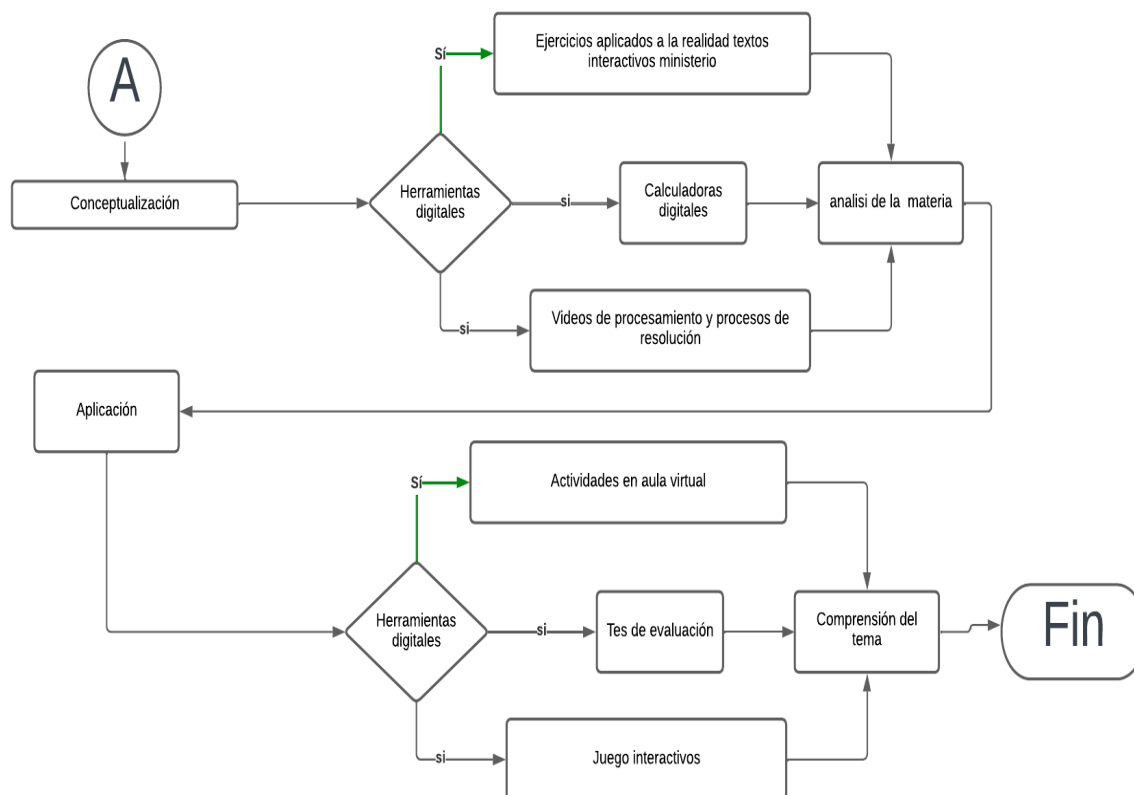 A
Conceptualización
Herramientas
digitales
Sí
Ejercicios aplicados a la realidad textos
interactivos ministerio
si
Calculadoras
digitales
si
Videos de procesamiento y procesos de
resolución
analisi de la materia
Aplicación
Herramientas
digitales
Sí
Actividades en aula virtual
si
Tes de evaluación
si
Juego interactivos
Comprensión del
tema
Fin